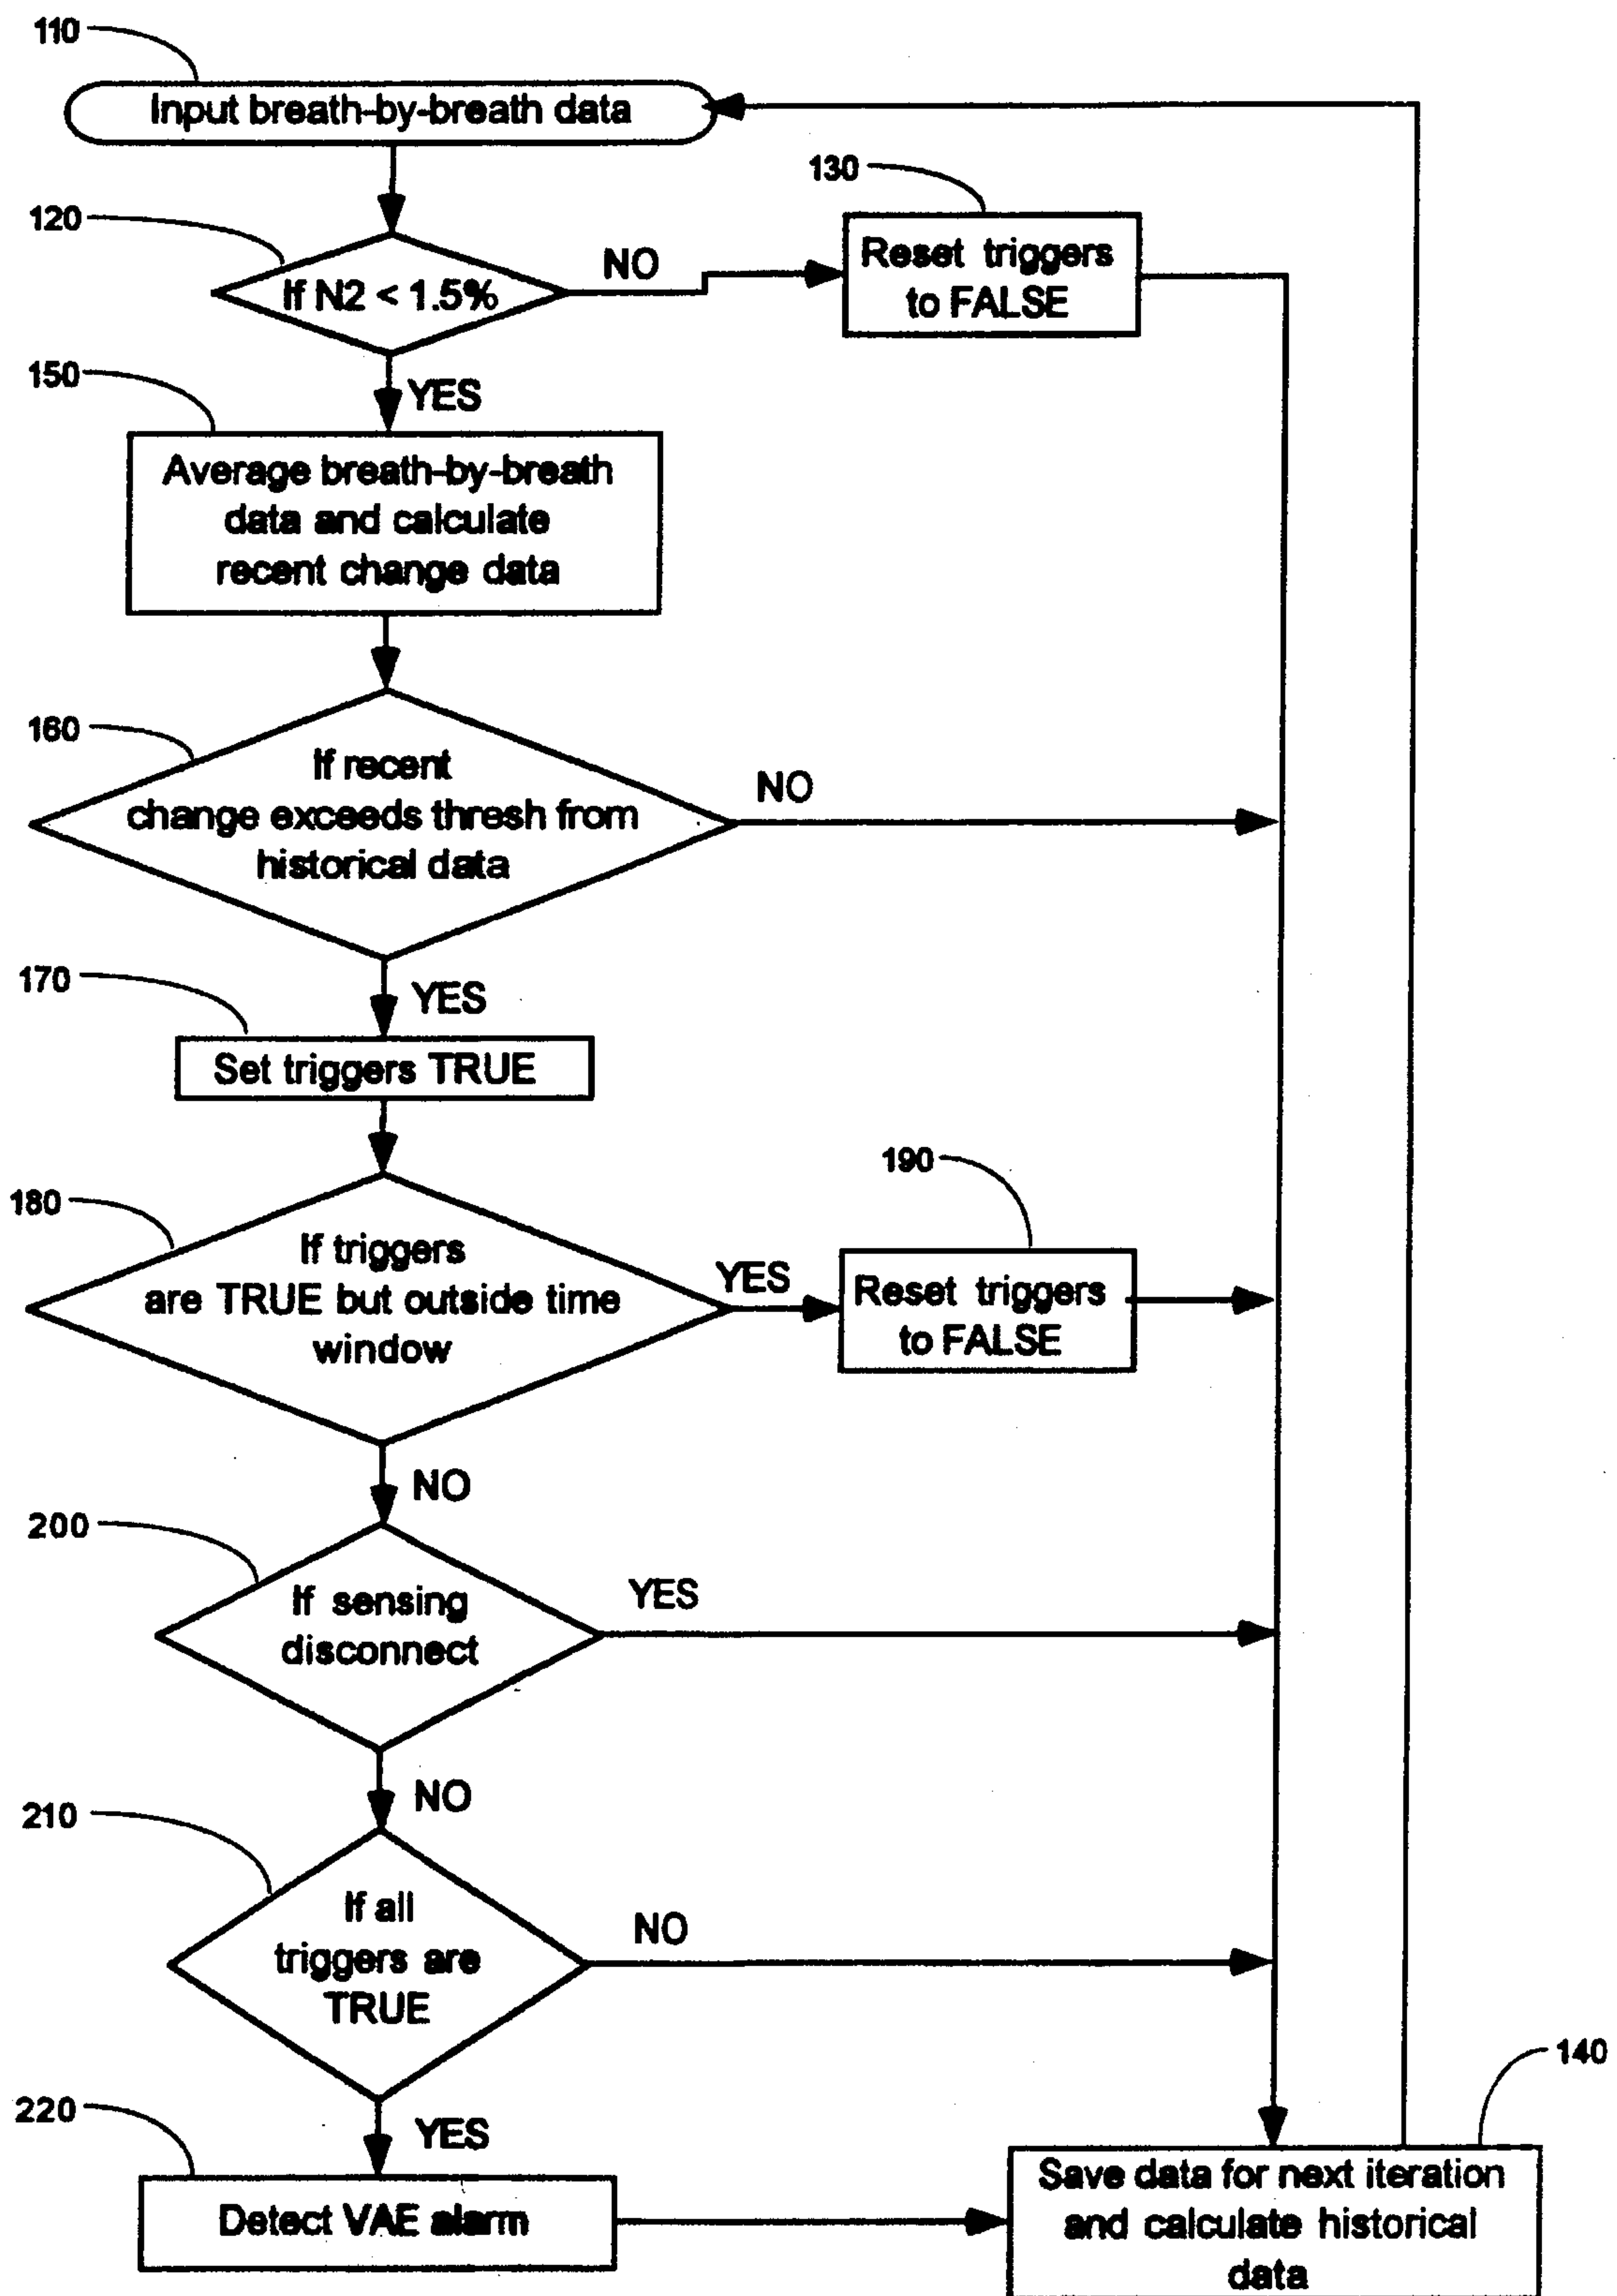 110
Input breath-by-breath data
130
120
If N2 < 1.5%
NO
Reset triggers
to FALSE
150
YES
Average breath-by-breath
data and calculate
recent change data
160
If recent
change exceeds thresh from
historical data
NO
170
YES
Set triggers TRUE
180
If triggers
are TRUE but outside time
window
YES
190
Reset triggers
to FALSE
NO
200
If sensing
disconnect
YES
NO
210
If all
triggers are
TRUE
NO
140
220
YES
Detect VAE alarm
Save data for next iteration
and calculate historical
data